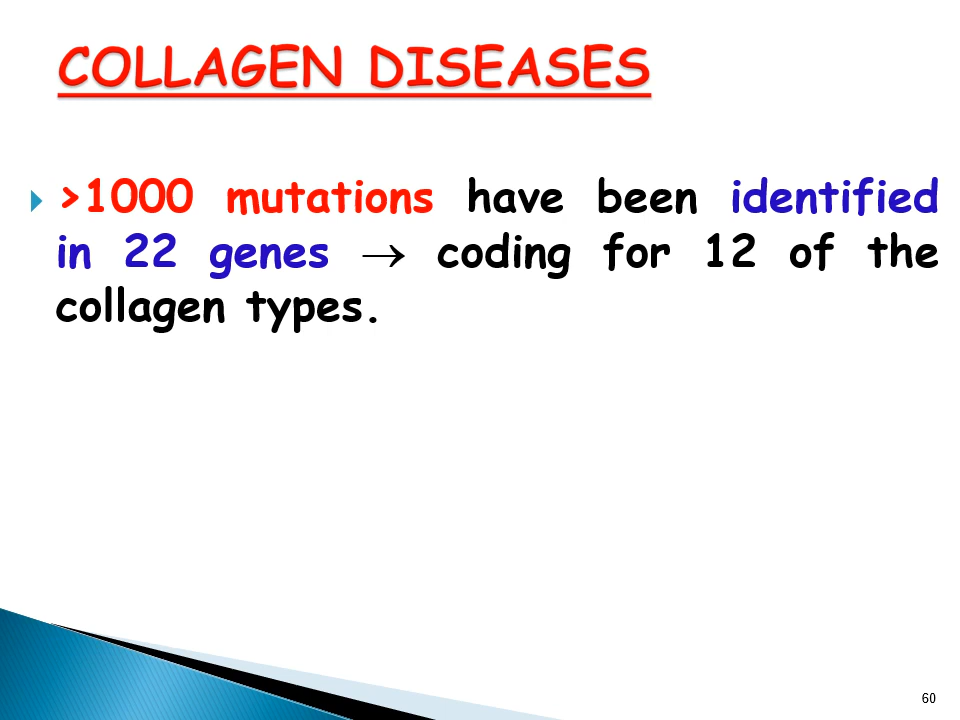 COLLAGEN DISEASES
>1000 mutations have been identified
in 22 genes → coding for 12 of the
collagen types.
60